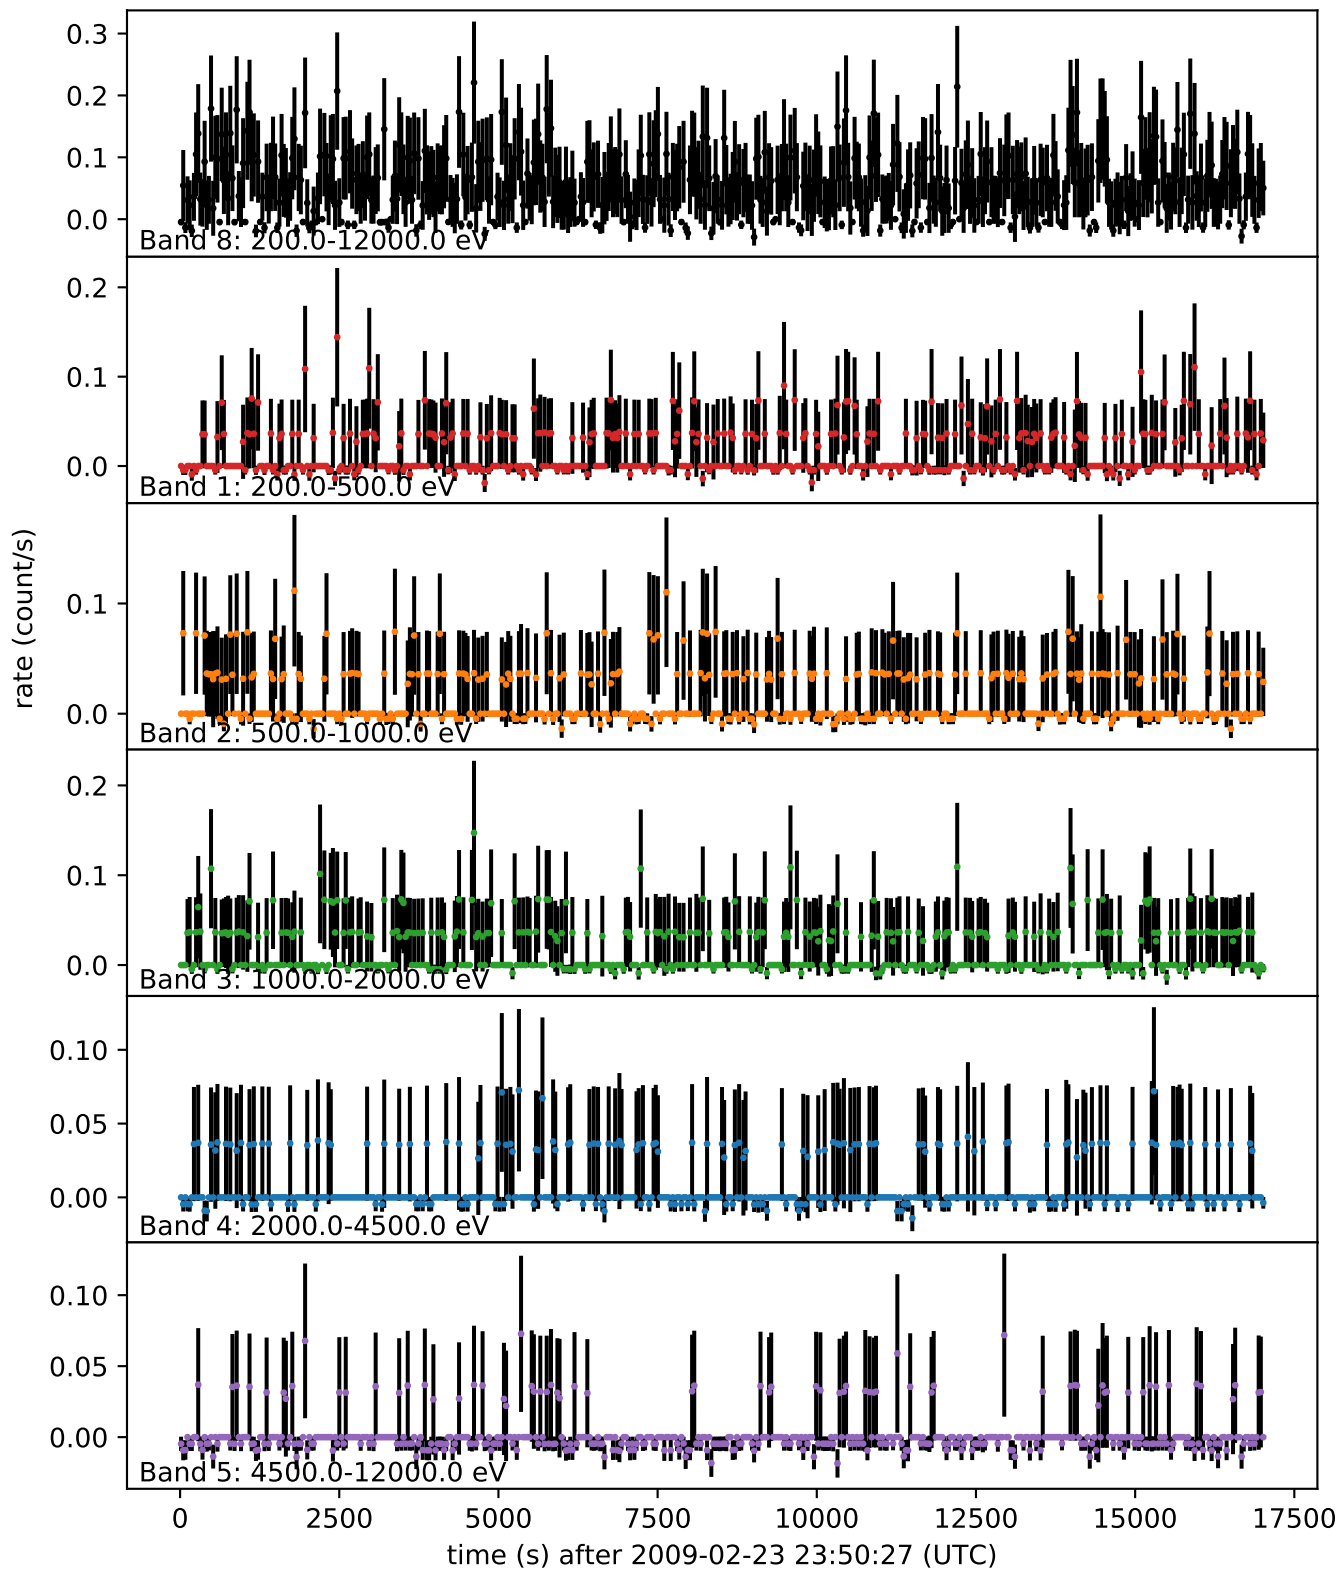 0.3
0.2
0.1
0.0
Band 8: 200.0-12000.0 eV
0.2
0.1
0.0
Band 1: 200.0-500.0 eV
rate (count/s)
0.1
0.0
Band 2: 500.0-1000.0 eV
0.2
0.1
0.0
Band 3: 1000.0-2000.0 eV
0.10
0.05
0.00
Band 4: 2000.0-4500.0 eV
0.10
0.05
0.00
Band 5: 4500.0-12000.0 eV
0 2500 5000 7500 10000 12500 15000 17500
time (s) after 2009-02-23 23:50:27 (UTC)